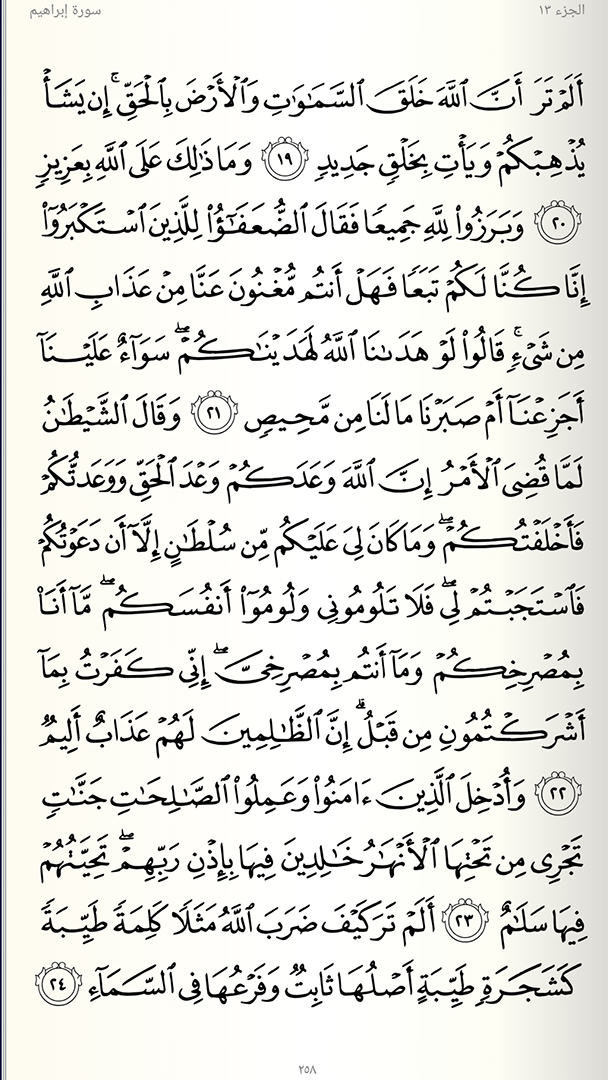 الجزء ١٣
سورة إبراهيم
أَلَمْ تَرَ أَنَّ ٱللَّهَ خَلَقَ ٱلسَّمَٰوَٰتِ وَٱلْأَرْضَ بِٱلْحَقِّ ۚ إِن يَشَأْ
يُذْهِبْكُمْ وَيَأْتِ بِخَلْقٍ جَدِيدٍ ١٩ وَمَا ذَٰلِكَ عَلَى ٱللَّهِ بِعَزِيزٍ
٢٠ وَبَرَزُوا۟ لِلَّهِ جَمِيعًا فَقَالَ ٱلضُّعَفَٰٓؤُا۟ لِلَّذِينَ ٱسْتَكْبَرُوٓا۟
إِنَّا كُنَّا لَكُمْ تَبَعًا فَهَلْ أَنتُم مُّغْنُونَ عَنَّا مِنْ عَذَابِ ٱللَّهِ
مِن شَىْءٍ ۚ قَالُوا۟ لَوْ هَدَىٰنَا ٱللَّهُ لَهَدَيْنَٰكُمْ ۖ سَوَآءٌ عَلَيْنَآ
أَجَزِعْنَآ أَمْ صَبَرْنَا مَا لَنَا مِن مَّحِيصٍ ٢١ وَقَالَ ٱلشَّيْطَٰنُ
لَمَّا قُضِىَ ٱلْأَمْرُ إِنَّ ٱللَّهَ وَعَدَكُمْ وَعْدَ ٱلْحَقِّ وَوَعَدتُّكُمْ
فَأَخْلَفْتُكُمْ ۖ وَمَا كَانَ لِىَ عَلَيْكُم مِّن سُلْطَٰنٍ إِلَّآ أَن دَعَوْتُكُمْ
فَٱسْتَجَبْتُمْ لِى ۖ فَلَا تَلُومُونِى وَلُومُوٓا۟ أَنفُسَكُم ۖ مَّآ أَنَا۠
بِمُصْرِخِكُمْ وَمَآ أَنتُم بِمُصْرِخِىَّ ۖ إِنِّى كَفَرْتُ بِمَآ
أَشْرَكْتُمُونِ مِن قَبْلُ ۗ إِنَّ ٱلظَّٰلِمِينَ لَهُمْ عَذَابٌ أَلِيمٌ
٢٢ وَأُدْخِلَ ٱلَّذِينَ ءَامَنُوا۟ وَعَمِلُوا۟ ٱلصَّٰلِحَٰتِ جَنَّٰتٍ
تَجْرِى مِن تَحْتِهَا ٱلْأَنْهَٰرُ خَٰلِدِينَ فِيهَا بِإِذْنِ رَبِّهِمْ ۖ تَحِيَّتُهُمْ
فِيهَا سَلَٰمٌ ٢٣ أَلَمْ تَرَ كَيْفَ ضَرَبَ ٱللَّهُ مَثَلًا كَلِمَةً طَيِّبَةً
كَشَجَرَةٍ طَيِّبَةٍ أَصْلُهَا ثَابِتٌ وَفَرْعُهَا فِى ٱلسَّمَآءِ ٢٤
٢٥٨